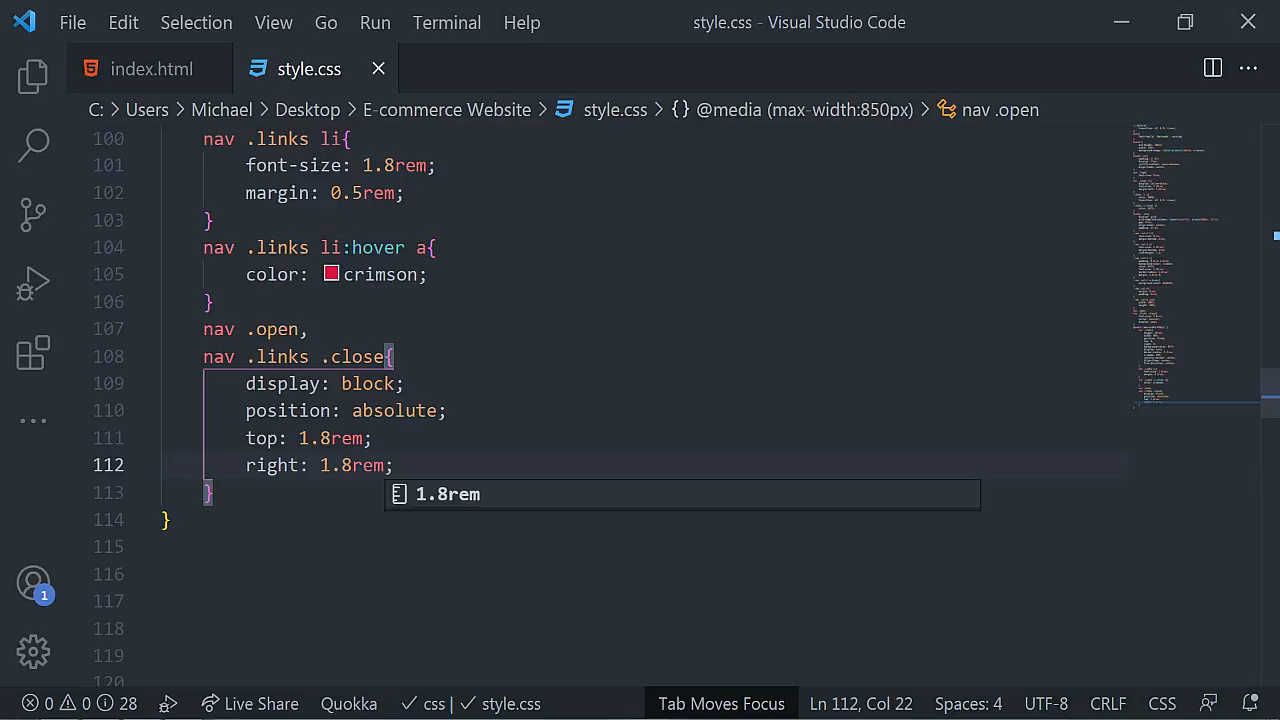 File Edit Selection View Go Run Terminal Help style.css - Visual Studio Code
index.html style.css
C: > Users > Michael > Desktop > E-commerce Website > style.css > {} @media (max-width:850px) > nav .open
100 nav .links li{
101 font-size: 1.8rem;
102 margin: 0.5rem;
103 }
104 nav .links li:hover a{
105 color: crimson;
106 }
107 nav .open,
108 nav .links .close{
109 display: block;
110 position: absolute;
111 top: 1.8rem;
112 right: 1.8rem;
1.8rem
113 }
114 }
115
116
117
118
119
120
1
0 0 28 Live Share Quokka css | style.css Tab Moves Focus Ln 112, Col 22 Spaces: 4 UTF-8 CRLF CSS